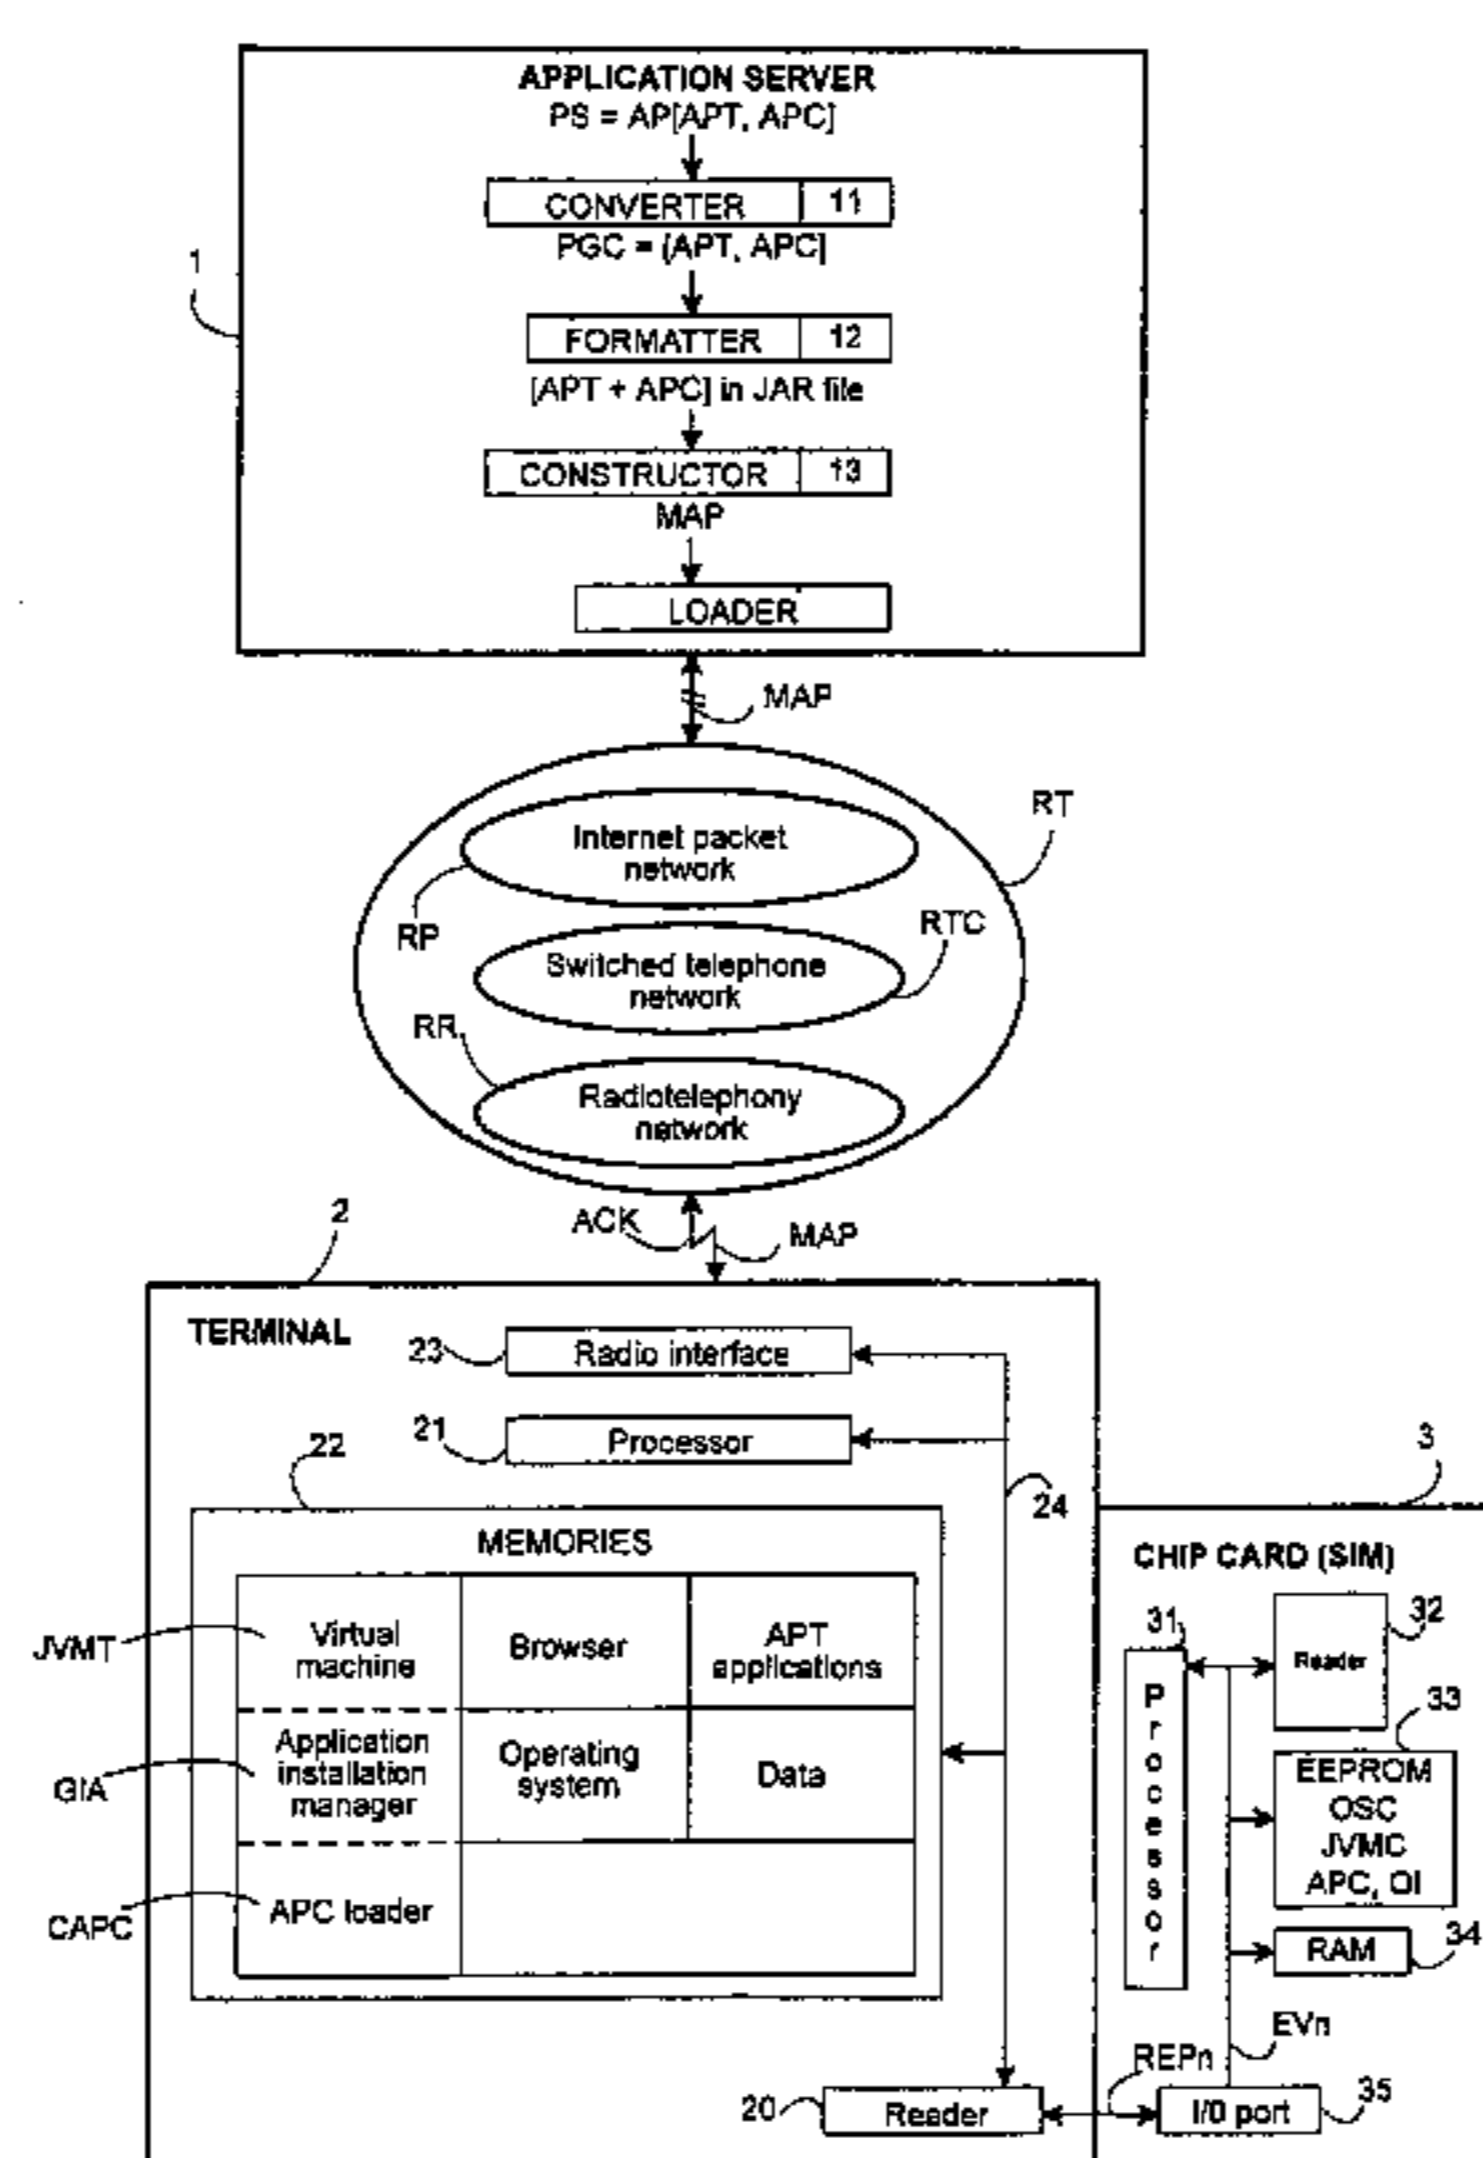 APPLICATION SERVER
PS = AP[APT, APC]
CONVERTER 11
PGC = (APT, APC]
1
FORMATTER 12
[APT + APC] in JAR file
CONSTRUCTOR 13
MAP
LOADER
MAP
RT
Internet packet
network
RP
RTC
Switched telephone
network
RR
Radiotelephony
network
2
ACK
MAP
TERMINAL
23
Radio interface
21
Processor
22
24
3
MEMORIES
CHIP CARD (SIM)
JVMT
Virtual
machine
Browser
APT
applications
31
32
Processor
Reader
33
GIA
Application
installation
manager
Operating
system
Data
EEPROM
OSC
JVMC
APC, OI
CAPC
APC loader
34
RAM
EVn
REPn
20
Reader
I/0 port
35